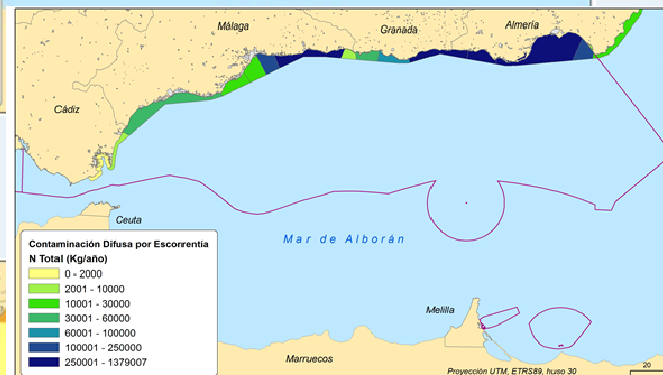 Málaga
Granada
Almería
Cádiz
Ceuta
Mar de Alborán
Contaminación Difusa por Escorrentía
N Total (Kg/año)
0 - 2000
2001 - 10000
10001 - 30000
30001 - 60000
60001 - 100000
100001 - 250000
250001 - 1379007
Melilla
Marruecos
Proyección UTM, ETRS89, huso 30
20